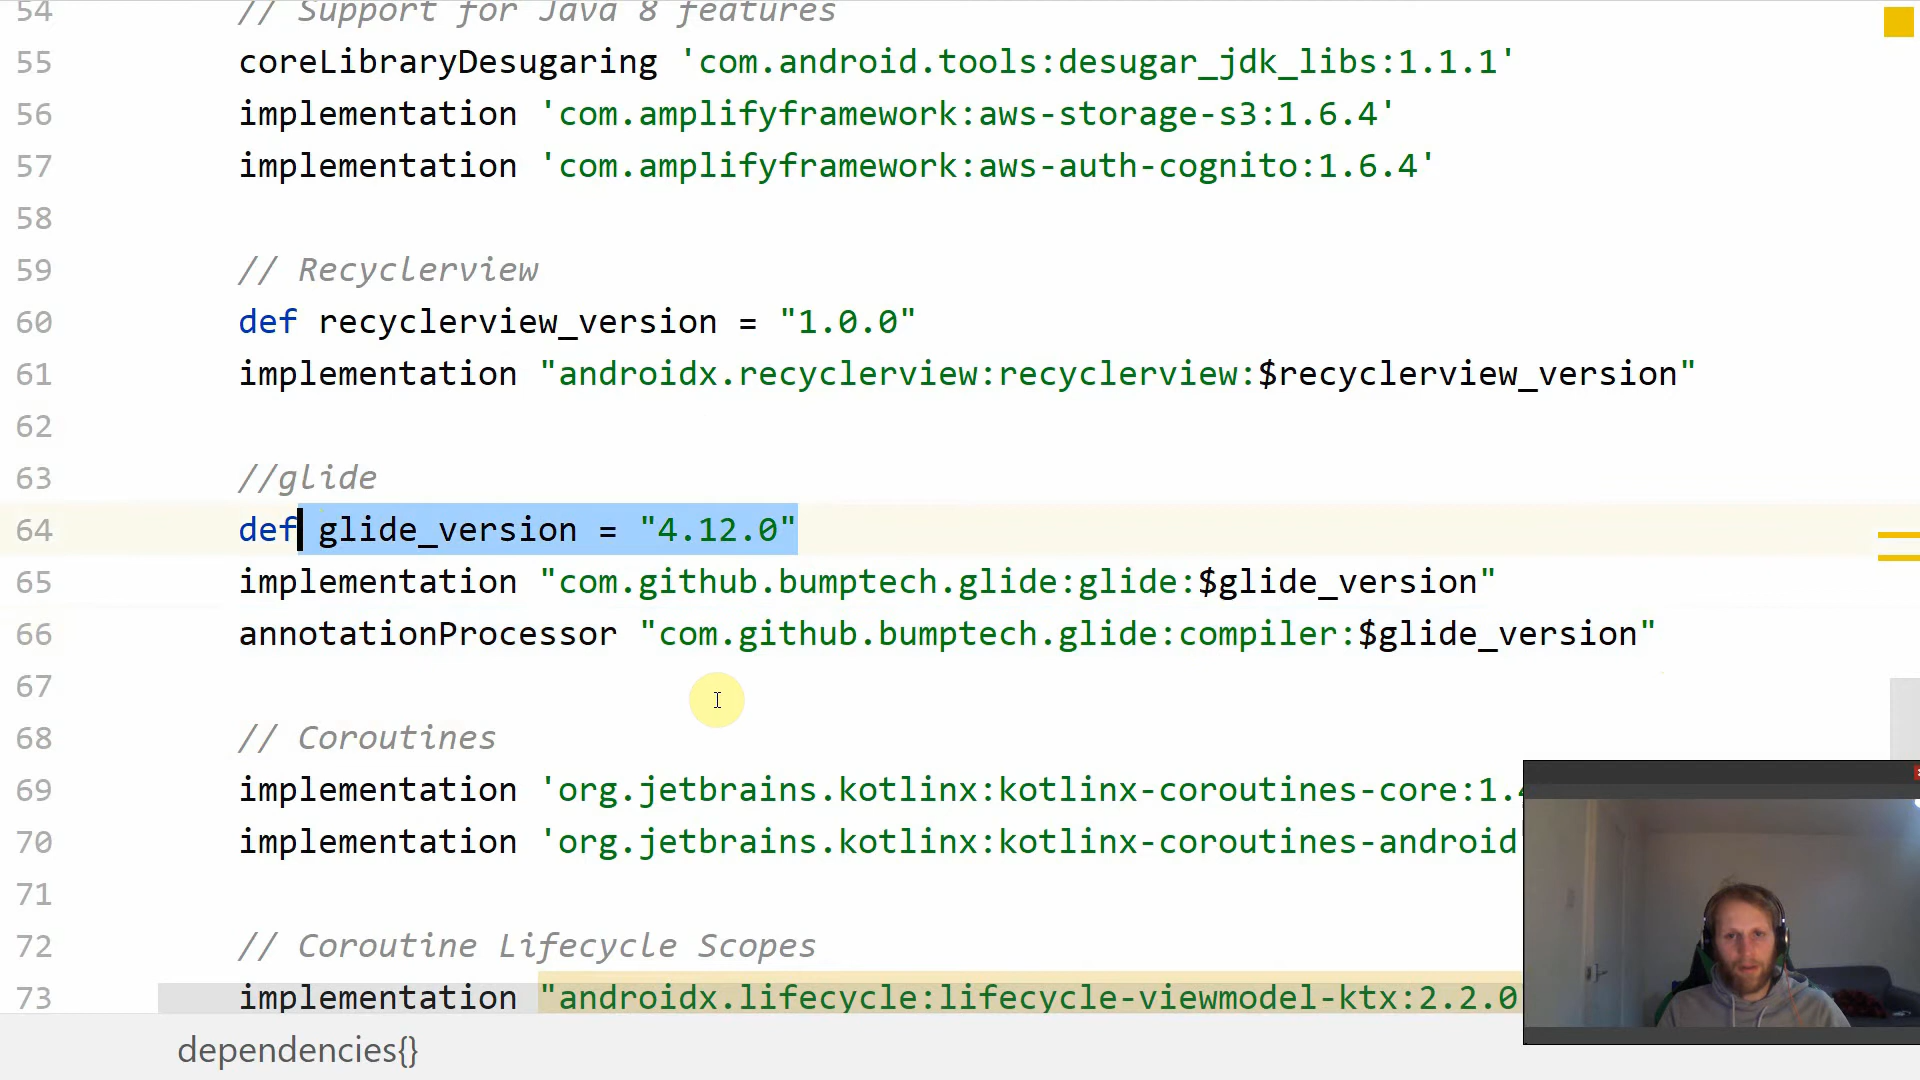 54 // Support for Java 8 features
55 coreLibraryDesugaring 'com.android.tools:desugar_jdk_libs:1.1.1'
56 implementation 'com.amplifyframework:aws-storage-s3:1.6.4'
57 implementation 'com.amplifyframework:aws-auth-cognito:1.6.4'
58
59 // Recyclerview
60 def recyclerview_version = "1.0.0"
61 implementation "androidx.recyclerview:recyclerview:$recyclerview_version"
62
63 //glide
64 def glide_version = "4.12.0"
65 implementation "com.github.bumptech.glide:glide:$glide_version"
66 annotationProcessor "com.github.bumptech.glide:compiler:$glide_version"
67
68 // Coroutines
69 implementation 'org.jetbrains.kotlinx:kotlinx-coroutines-core:1.
70 implementation 'org.jetbrains.kotlinx:kotlinx-coroutines-android
71
72 // Coroutine Lifecycle Scopes
73 implementation "androidx.lifecycle:lifecycle-viewmodel-ktx:2.2.0
dependencies{}